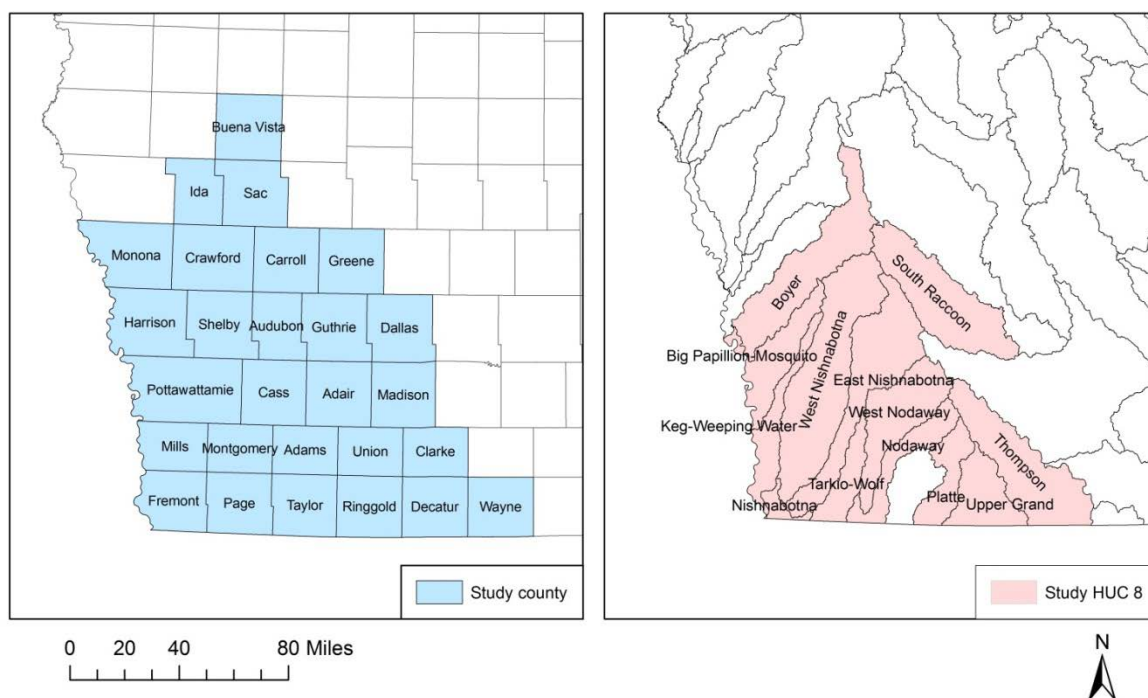 Buena Vista
Ida
Sac
Monona
Crawford
Carroll
Greene
Harrison
Shelby
Audubon
Guthrie
Dallas
Pottawattamie
Cass
Adair
Madison
Mills
Montgomery
Adams
Union
Clarke
Fremont
Page
Taylor
Ringgold
Decatur
Wayne
Study county
0 20 40 80 Miles
Boyer
South Raccoon
Big Papillion-Mosquito
West Nishnabotna
East Nishnabotna
West Nodaway
Keg-Weeping Water
Nodaway
Thompson
Tarkio-Wolf
Platte
Nishnabotna
Upper Grand
Study HUC 8
N